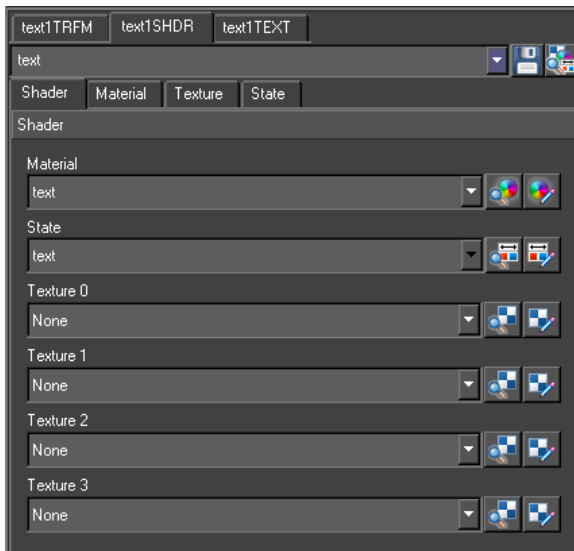 text1TRFM text1SHDR text1TEXT
text
Shader Material Texture State
Shader
Material
text
State
text
Texture 0
None
Texture 1
None
Texture 2
None
Texture 3
None